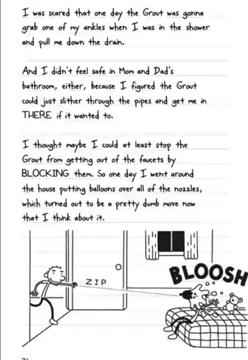 I was scared that one day the Grout was gonna
grab one of my ankles when I was in the shower
and pull me down the drain.
And I didn't feel safe in Mom and Dad's
bathroom, either, because I figured the Grout
could just slither through the pipes and get me in
THERE if it wanted to.
I thought maybe I could at least stop the
Grout from getting out of the faucets by
BLOCKING them. So one day I went around
the house putting balloons over all of the nozzles,
which turned out to be a pretty dumb move now
that I think about it.
BLOOSH
ZIP